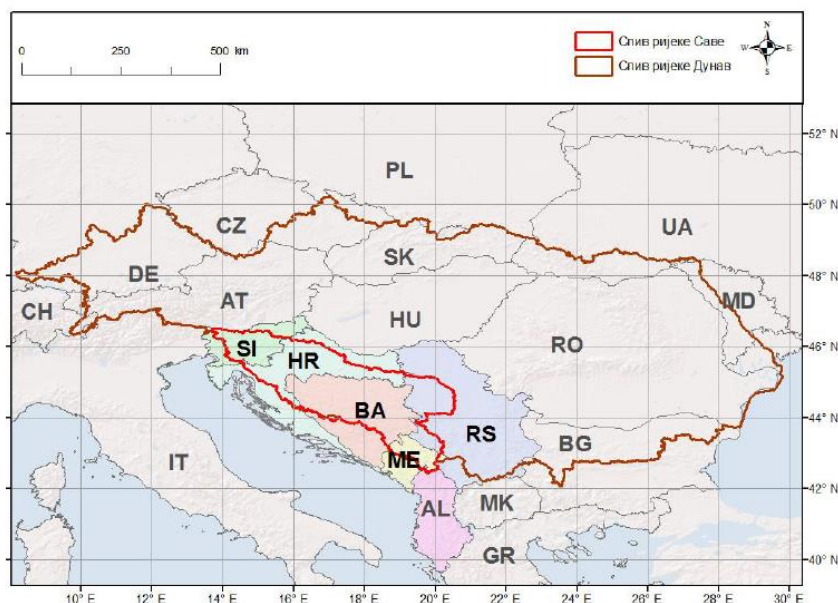 0 250 500 km
Слив ријеке Саве
Слив ријеке Дунав
N
W E
S
52° N
PL
50° N
CZ
UA
SK
48° N
DE
CH
AT
MD
HU
46° N
SI
HR
RO
44° N
BA
RS
BG
IT
ME
42° N
AL
MK
40° N
GR
10° E 12° E 14° E 16° E 18° E 20° E 22° E 24° E 26° E 28° E 30° E